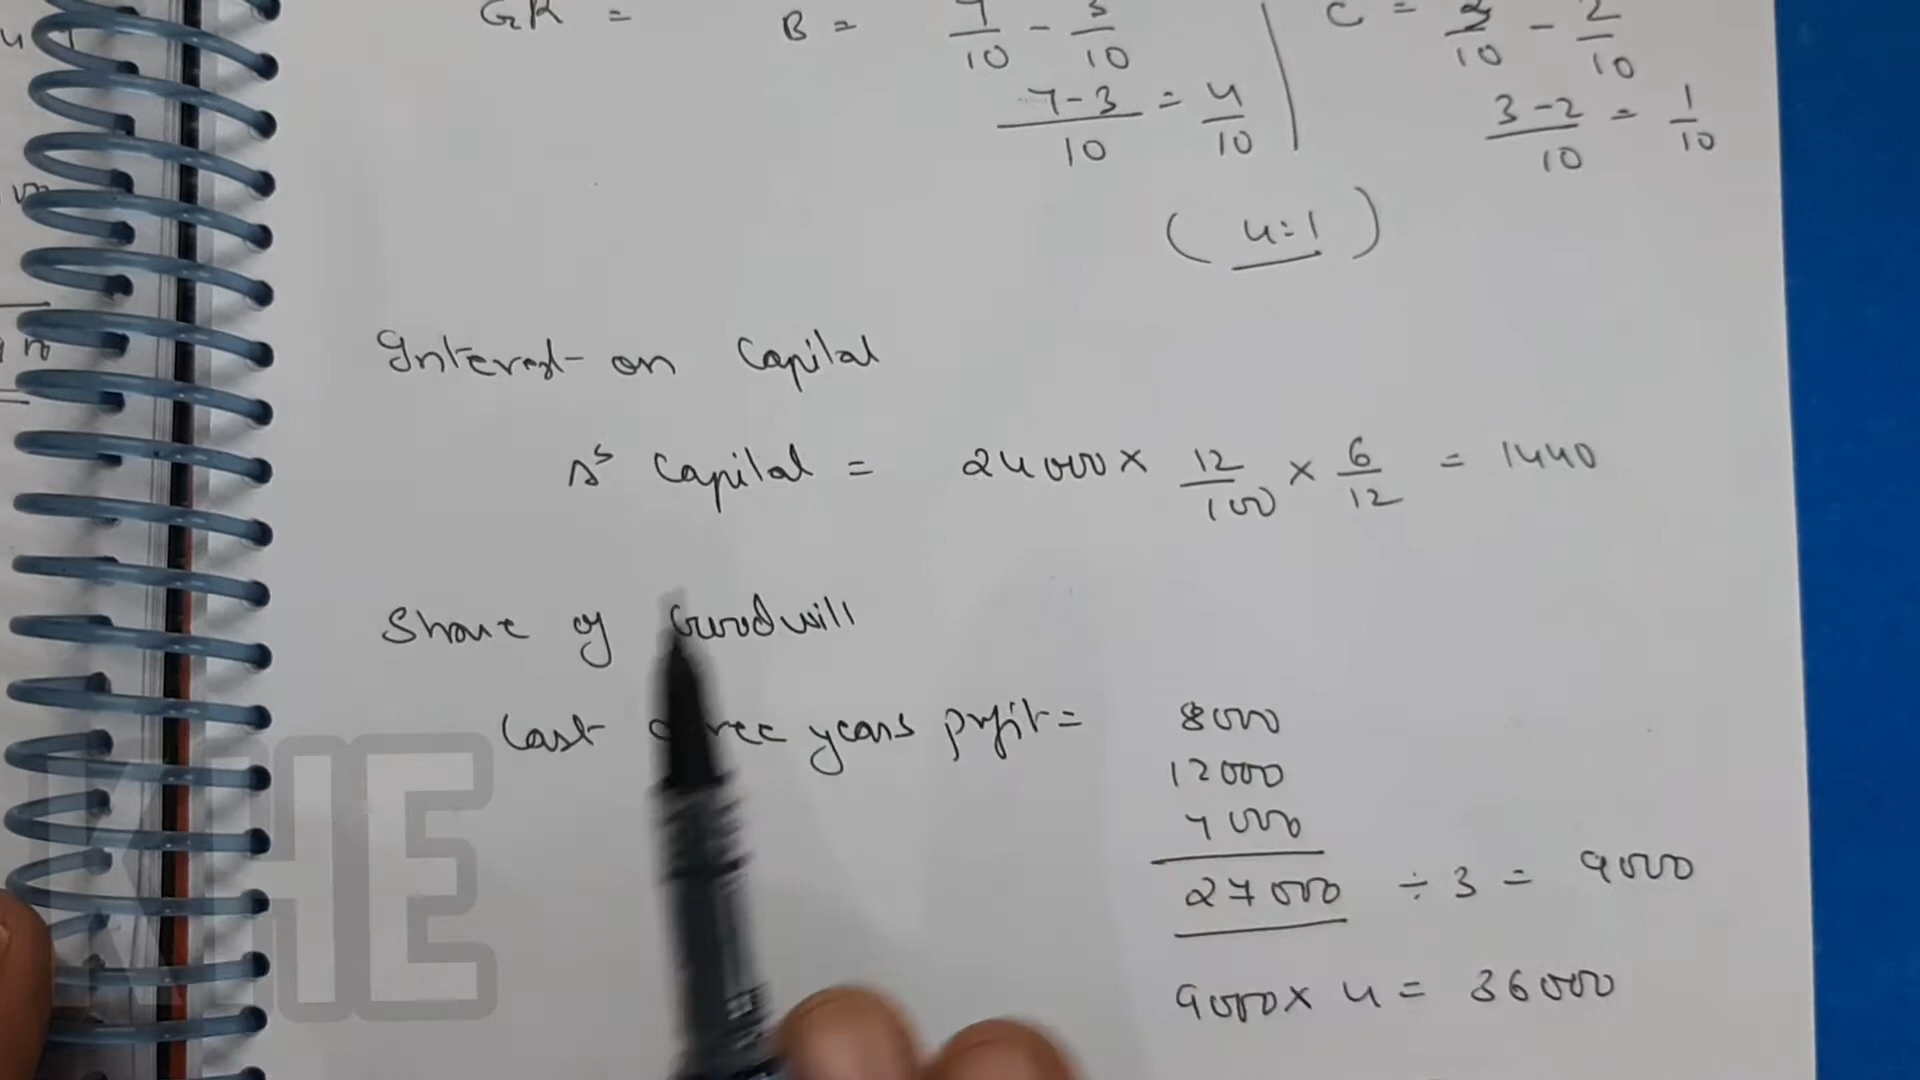 GR = B = 7/10 - 3/10 | C = 3/10 - 2/10
7-3/10 = 4/10 3-2/10 = 1/10
( 4:1 )
Interest on Capital
A's Capital = 24000 × 12/100 × 6/12 = 1440
Share of Goodwill
Last three years profit = 8000
12000
7000
27000 ÷ 3 = 9000
9000 × 4 = 36000
KHE